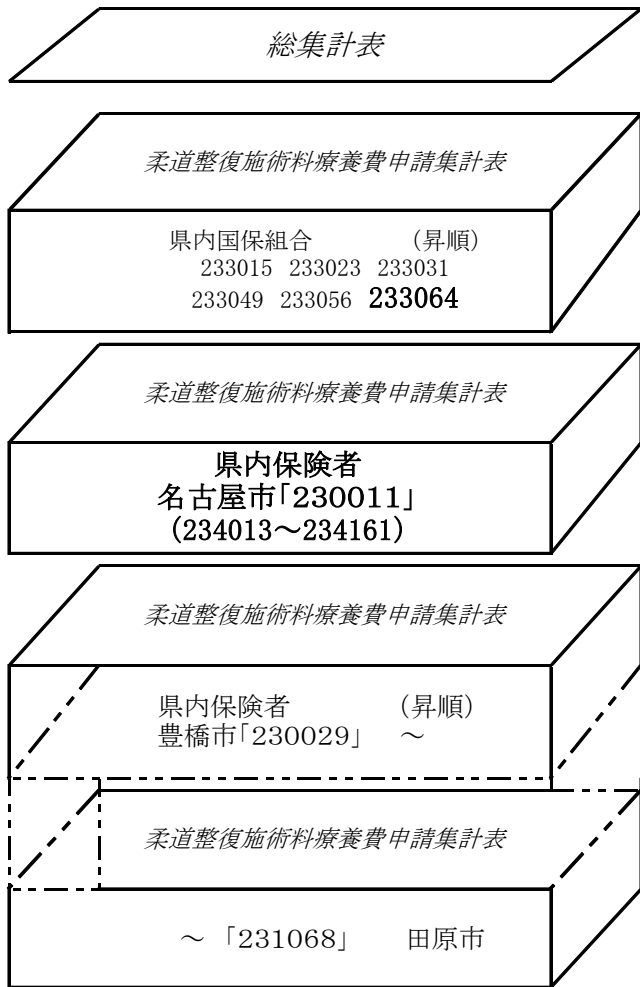 総集計表
柔道整復施術料療養費申請集計表
県内国保組合　　　　(昇順)
233015 233023 233031
233049 233056 233064
柔道整復施術料療養費申請集計表
県内保険者
名古屋市「230011」
(234013～234161)
柔道整復施術料療養費申請集計表
県内保険者　　　　(昇順)
豊橋市「230029」　～
柔道整復施術料療養費申請集計表
～「231068」　　田原市